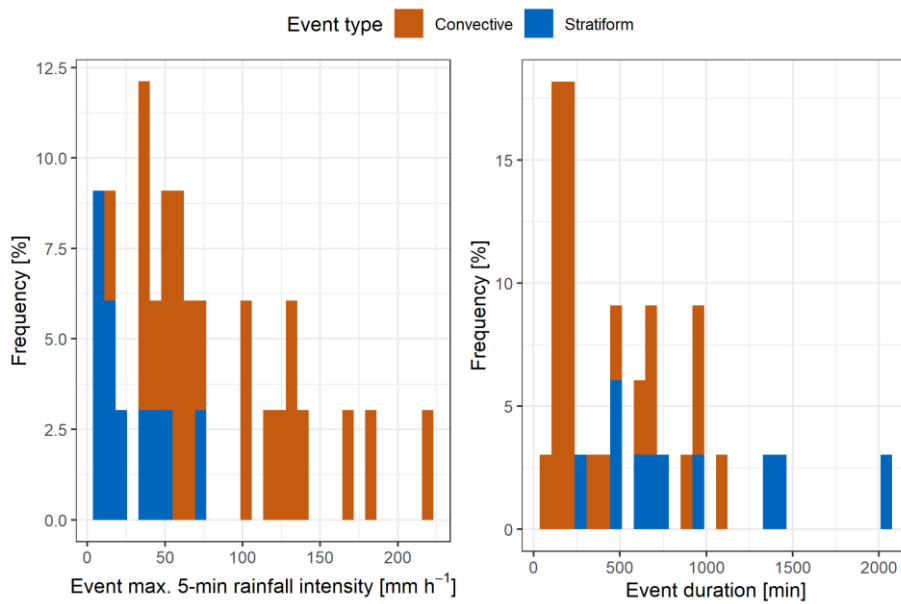 Event type Convective Stratiform
Frequency [%]
12.5
10.0
7.5
5.0
2.5
0.0
0 50 100 150 200
Event max. 5-min rainfall intensity [mm h⁻¹]
Frequency [%]
15
10
5
0
0 500 1000 1500 2000
Event duration [min]